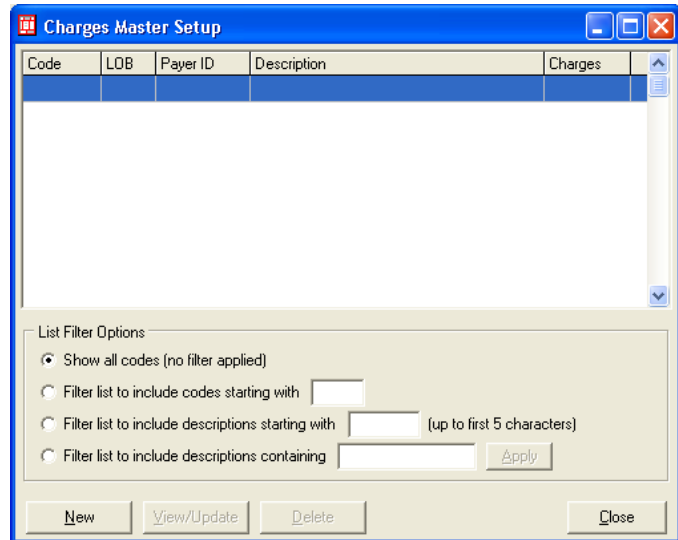 Charges Master Setup
Code LOB Payer ID Description Charges
List Filter Options
Show all codes (no filter applied)
Filter list to include codes starting with
Filter list to include descriptions starting with (up to first 5 characters)
Filter list to include descriptions containing Apply
New View/Update Delete Close